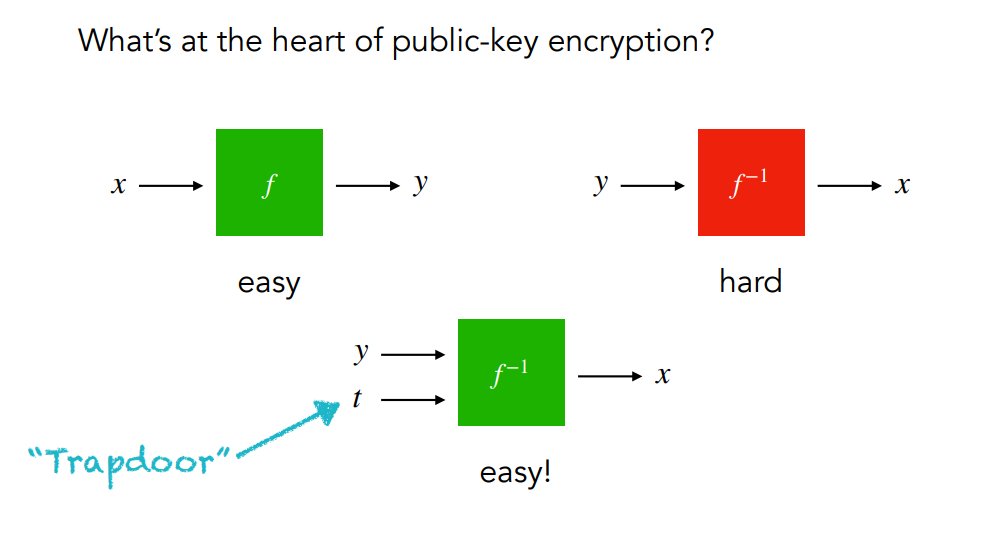 What's at the heart of public-key encryption?
x f y
y f⁻¹ x
easy
hard
y
t
f⁻¹ x
"Trapdoor"
easy!